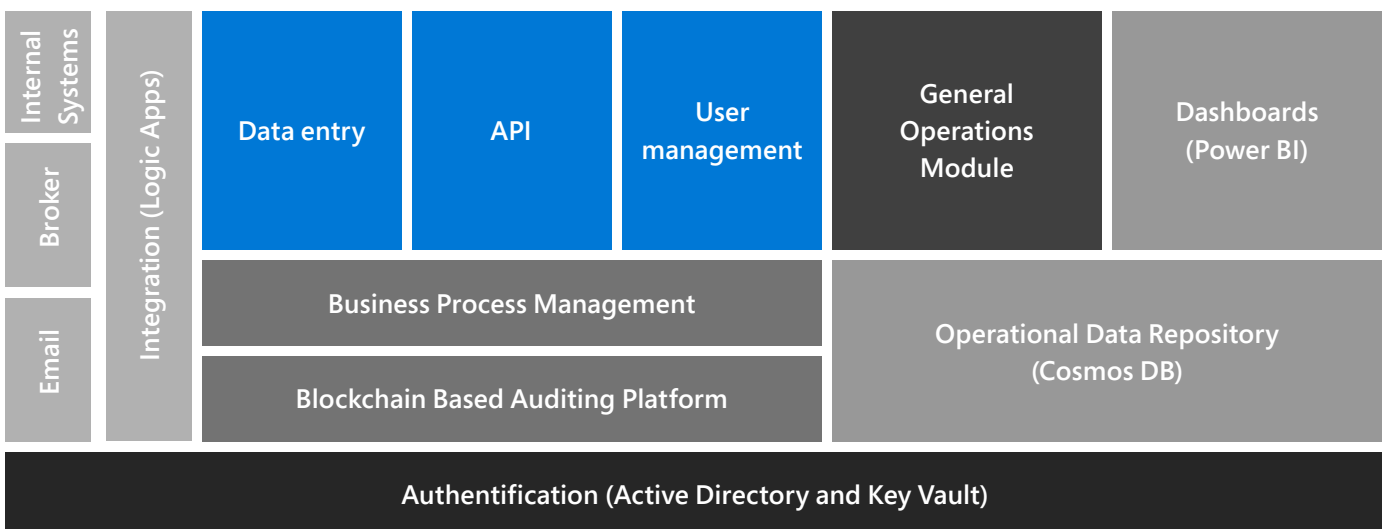 Internal
Systems
Broker
Email
Integration (Logic Apps)
Data entry
API
User
management
General
Operations
Module
Dashboards
(Power BI)
Business Process Management
Blockchain Based Auditing Platform
Operational Data Repository
(Cosmos DB)
Authentification (Active Directory and Key Vault)